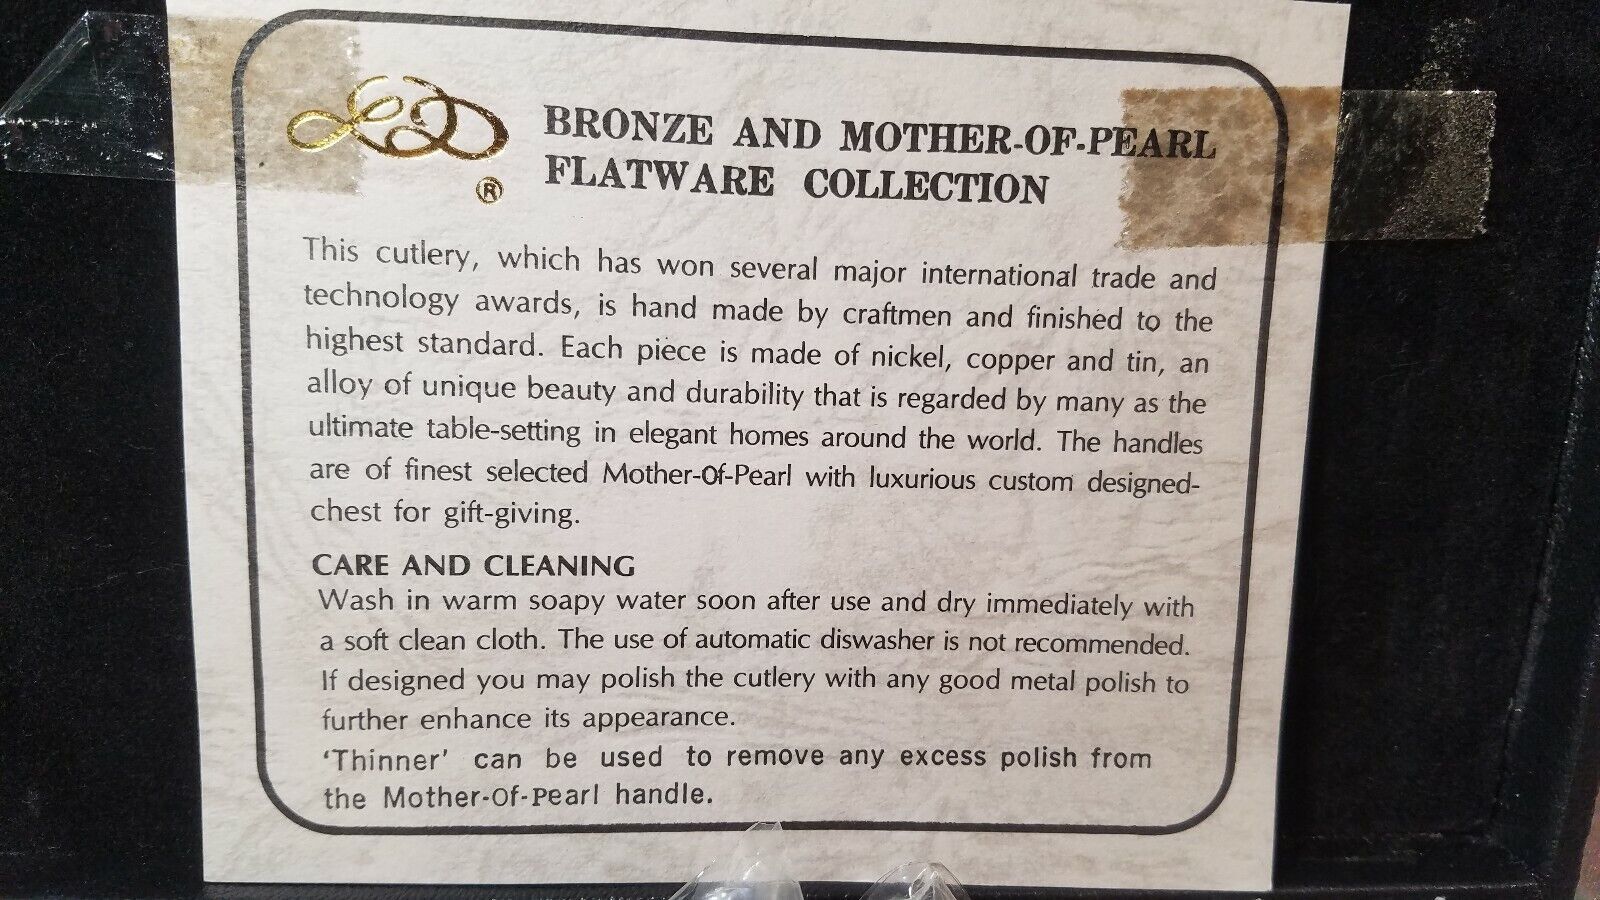 ®
BRONZE AND MOTHER-OF-PEARL
FLATWARE COLLECTION
This cutlery, which has won several major international trade and
technology awards, is hand made by craftmen and finished to the
highest standard. Each piece is made of nickel, copper and tin, an
alloy of unique beauty and durability that is regarded by many as the
ultimate table-setting in elegant homes around the world. The handles
are of finest selected Mother-Of-Pearl with luxurious custom designed-
chest for gift-giving.
CARE AND CLEANING
Wash in warm soapy water soon after use and dry immediately with
a soft clean cloth. The use of automatic diswasher is not recommended.
If designed you may polish the cutlery with any good metal polish to
further enhance its appearance.
‘Thinner’ can be used to remove any excess polish from
the Mother-Of-Pearl handle.